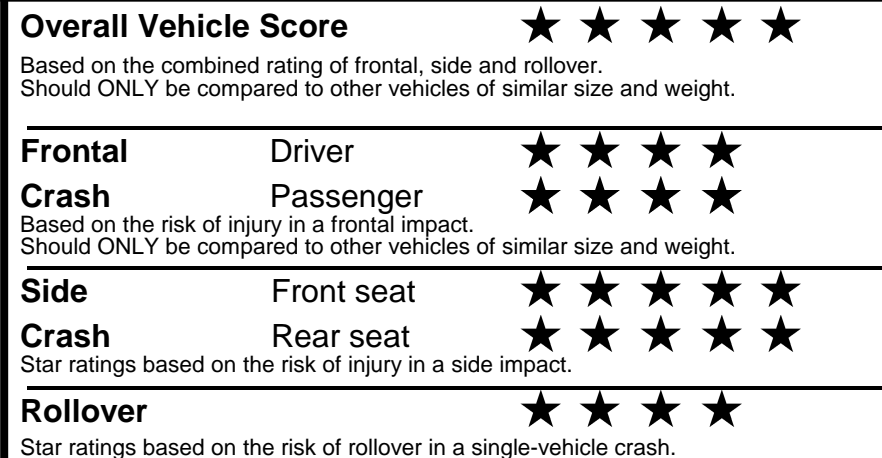 Overall Vehicle Score ★ ★ ★ ★ ★
Based on the combined rating of frontal, side and rollover.
Should ONLY be compared to other vehicles of similar size and weight.
Frontal Driver ★ ★ ★ ★
Crash Passenger ★ ★ ★ ★
Based on the risk of injury in a frontal impact.
Should ONLY be compared to other vehicles of similar size and weight.
Side Front seat ★ ★ ★ ★ ★
Crash Rear seat ★ ★ ★ ★ ★
Star ratings based on the risk of injury in a side impact.
Rollover ★ ★ ★ ★
Star ratings based on the risk of rollover in a single-vehicle crash.